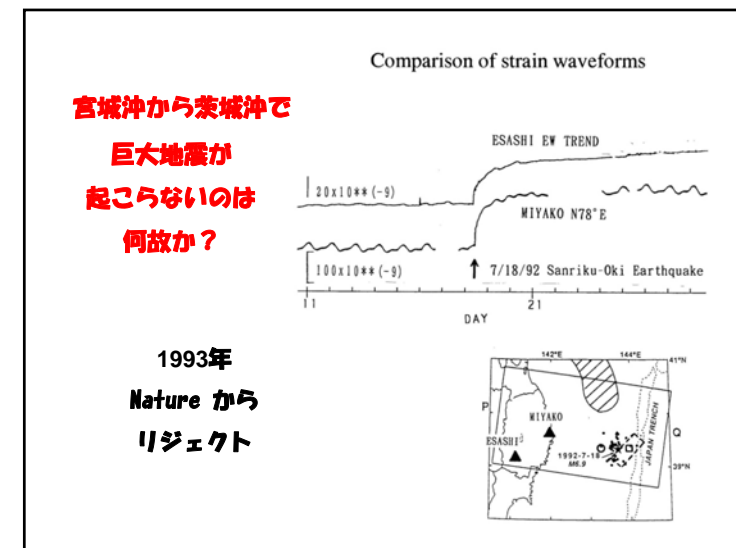 Comparison of strain waveforms
宮城沖から茨城沖で
巨大地震が
起こらないのは
何故か？
ESASHI EW TREND
20x10**(-9)
MIYAKO N78°E
100x10**(-9)
7/18/92 Sanriku-Oki Earthquake
11
21
DAY
1993年
Nature から
リジェクト
142°E
144°E
41°N
P
MIYAKO
ESASHI
Q
1992-7-18
M6.9
39°N
JAPAN TRENCH